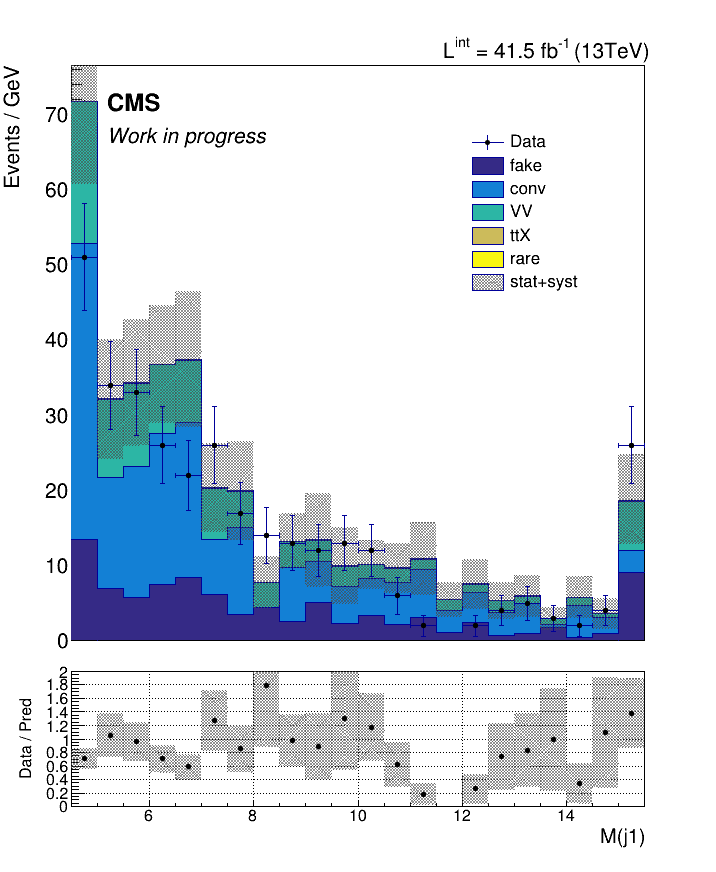 L^int = 41.5 fb^-1 (13TeV)
Events / GeV
CMS
Work in progress
Data
fake
conv
VV
ttX
rare
stat+syst
70
60
50
40
30
20
10
0
Data / Pred
2
1.8
1.6
1.4
1.2
1
0.8
0.6
0.4
0.2
0
6 8 10 12 14
M(j1)